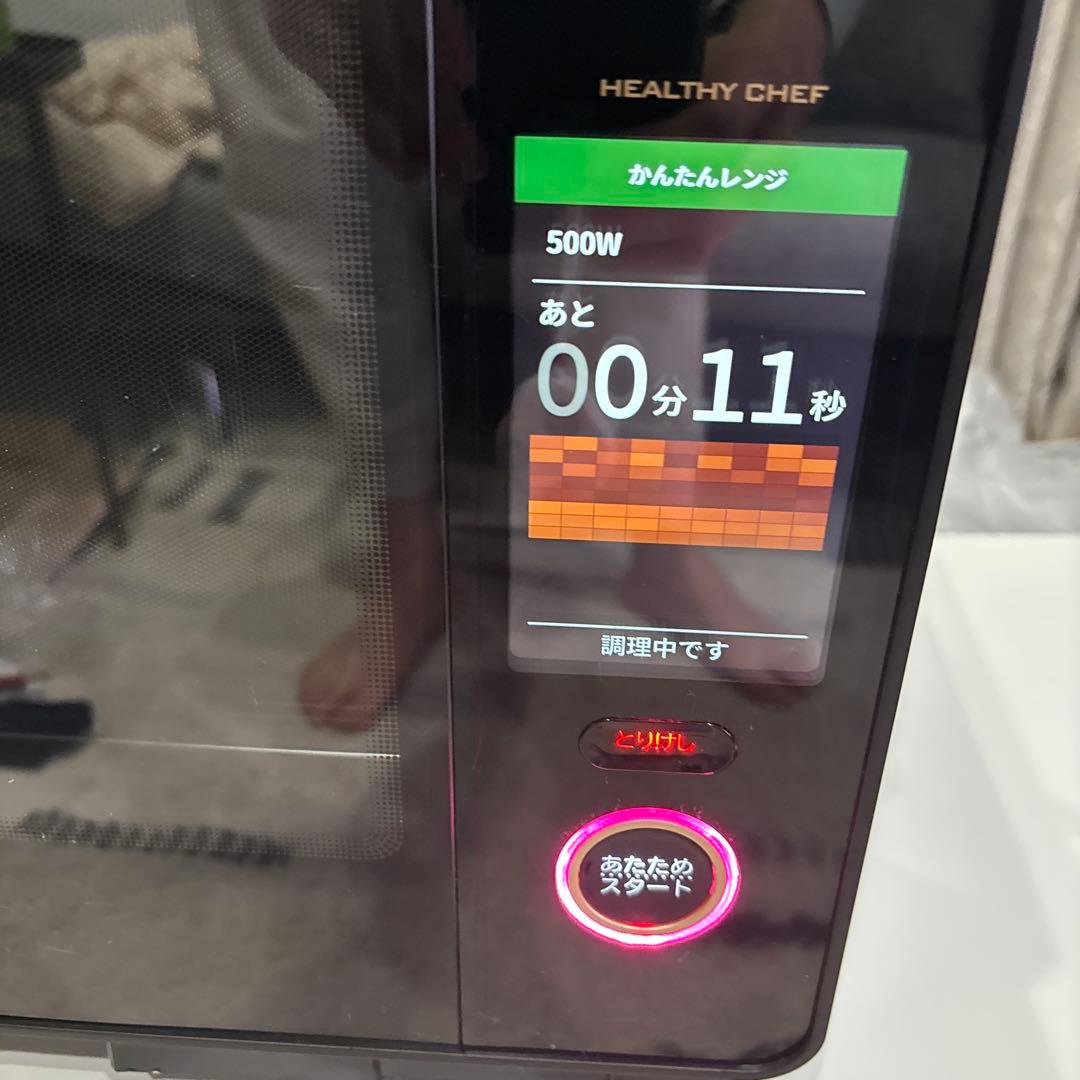 HEALTHY CHEF
かんたんレンジ
500W
あと
00分11秒
調理中です
とりけし
あたため
スタート